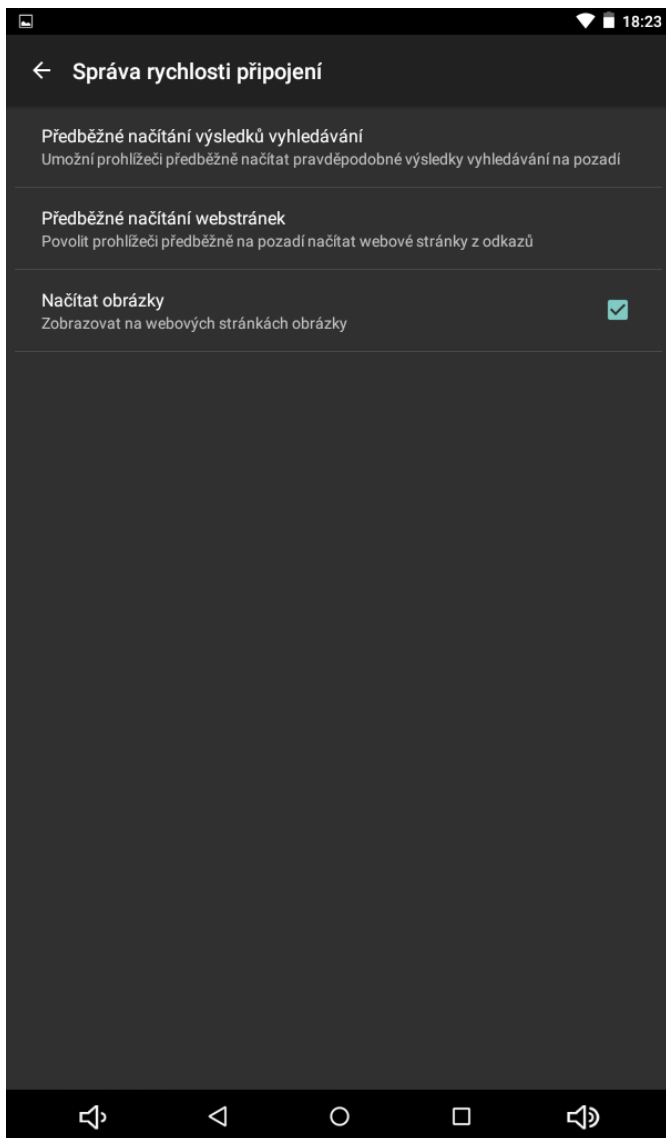 18:23
Správa rychlosti připojení
Předběžné načítání výsledků vyhledávání
Umožní prohlížeči předběžně načítat pravděpodobné výsledky vyhledávání na pozadí
Předběžné načítání webstránek
Povolit prohlížeči předběžně na pozadí načítat webové stránky z odkazů
Načítat obrázky
Zobrazovat na webových stránkách obrázky